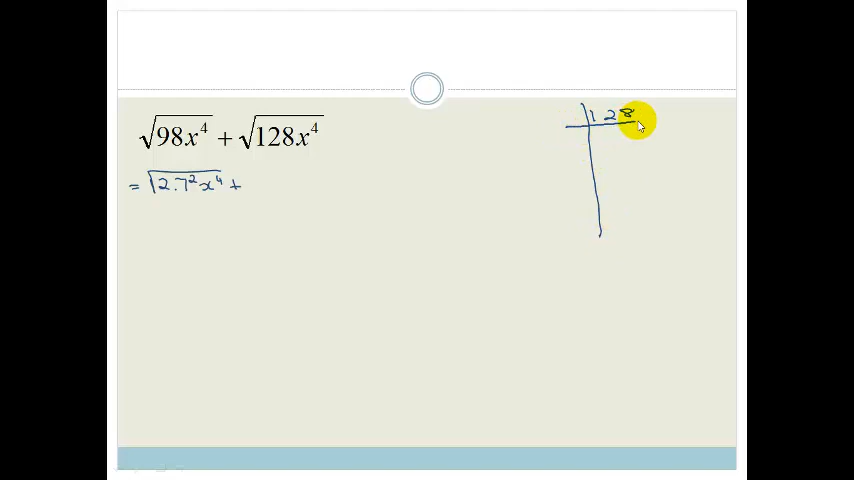 √98x⁴ + √128x⁴
128
= √2.7²x⁴ +